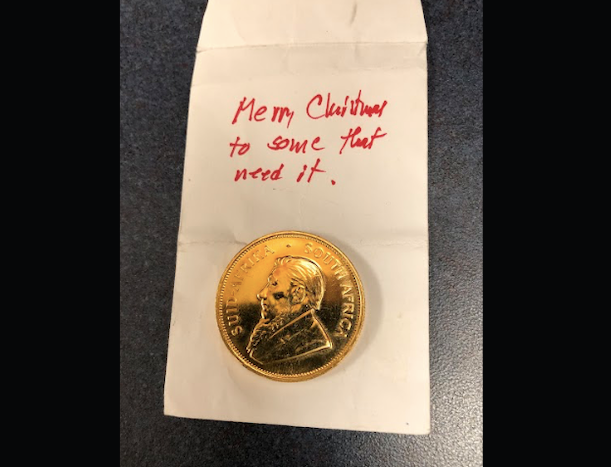 Merry Christmas
to some that
need it.
SUID-AFRIKA · SOUTH AFRICA